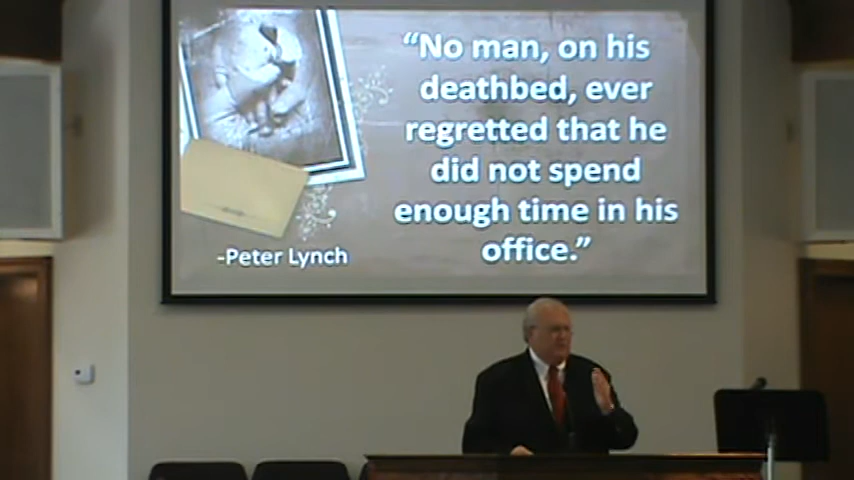 “No man, on his
deathbed, ever
regretted that he
did not spend
enough time in his
office.”
-Peter Lynch